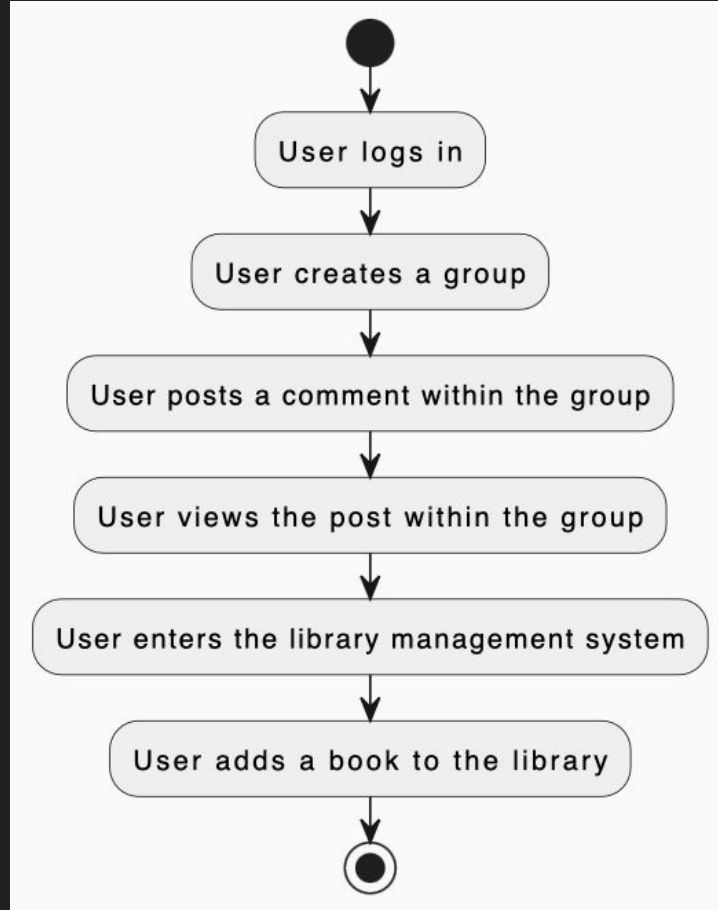 User logs in
User creates a group
User posts a comment within the group
User views the post within the group
User enters the library management system
User adds a book to the library